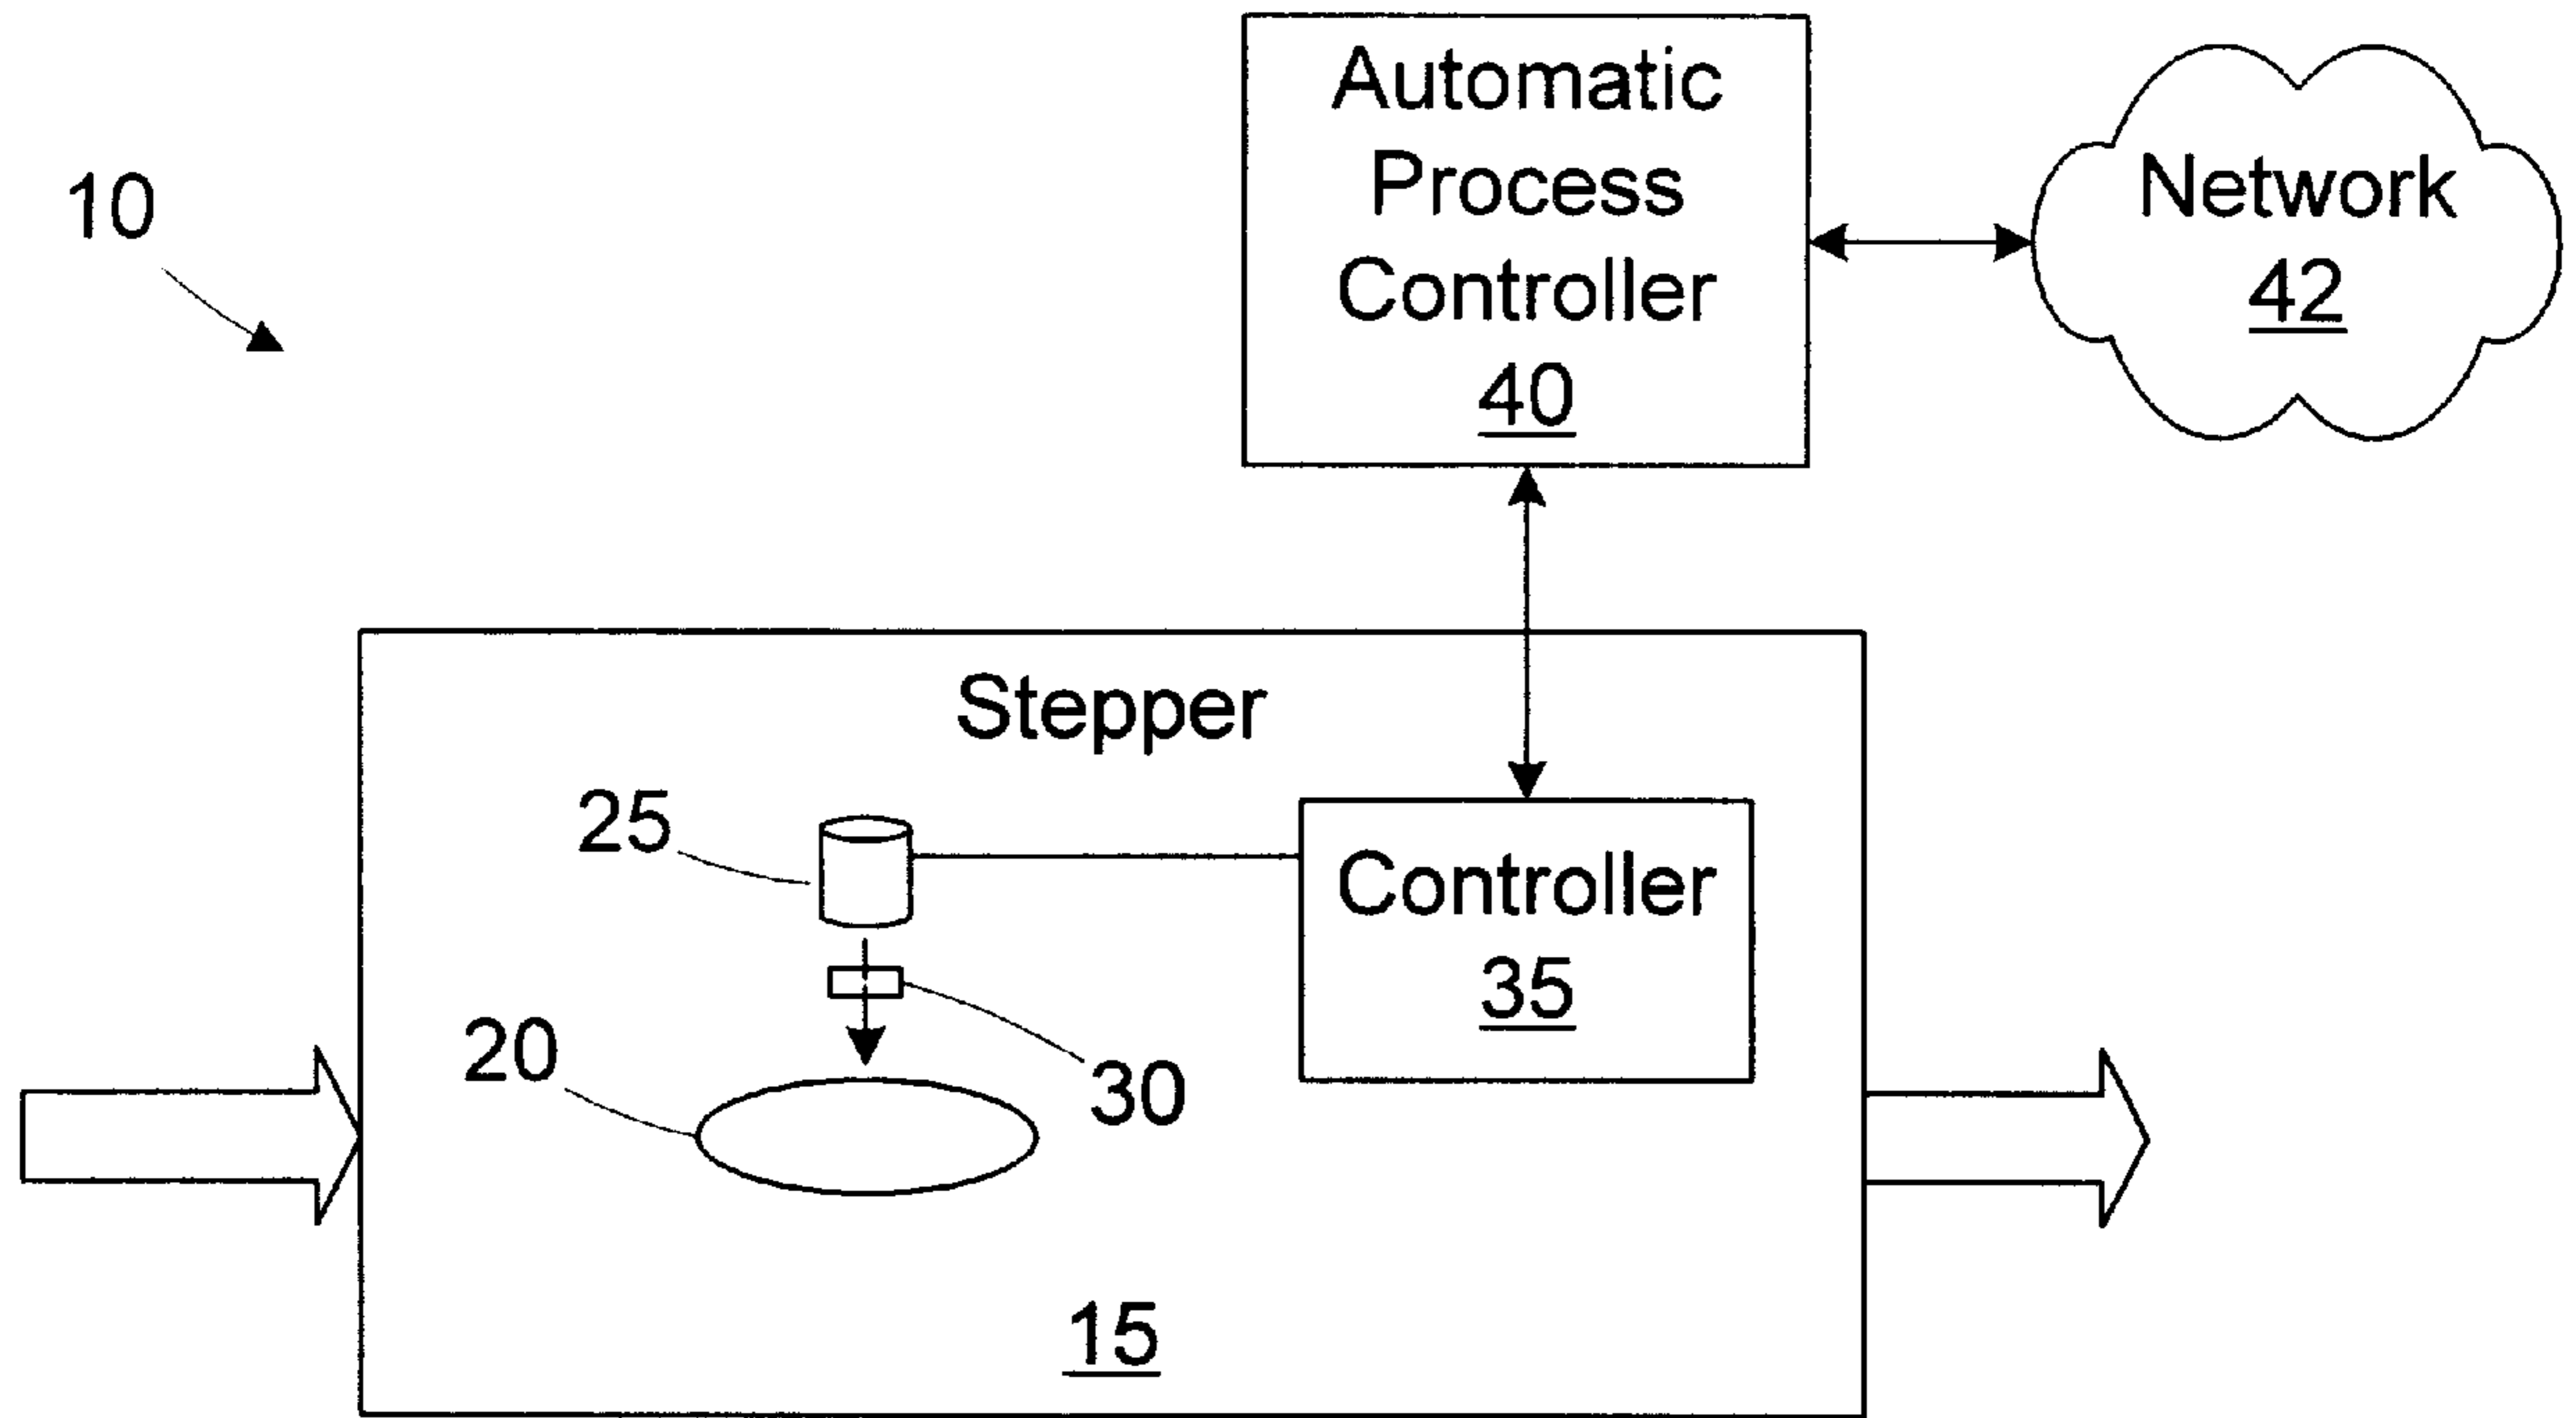 Automatic
Process
Controller
40
Network
42
10
Stepper
25
Controller
35
30
20
15